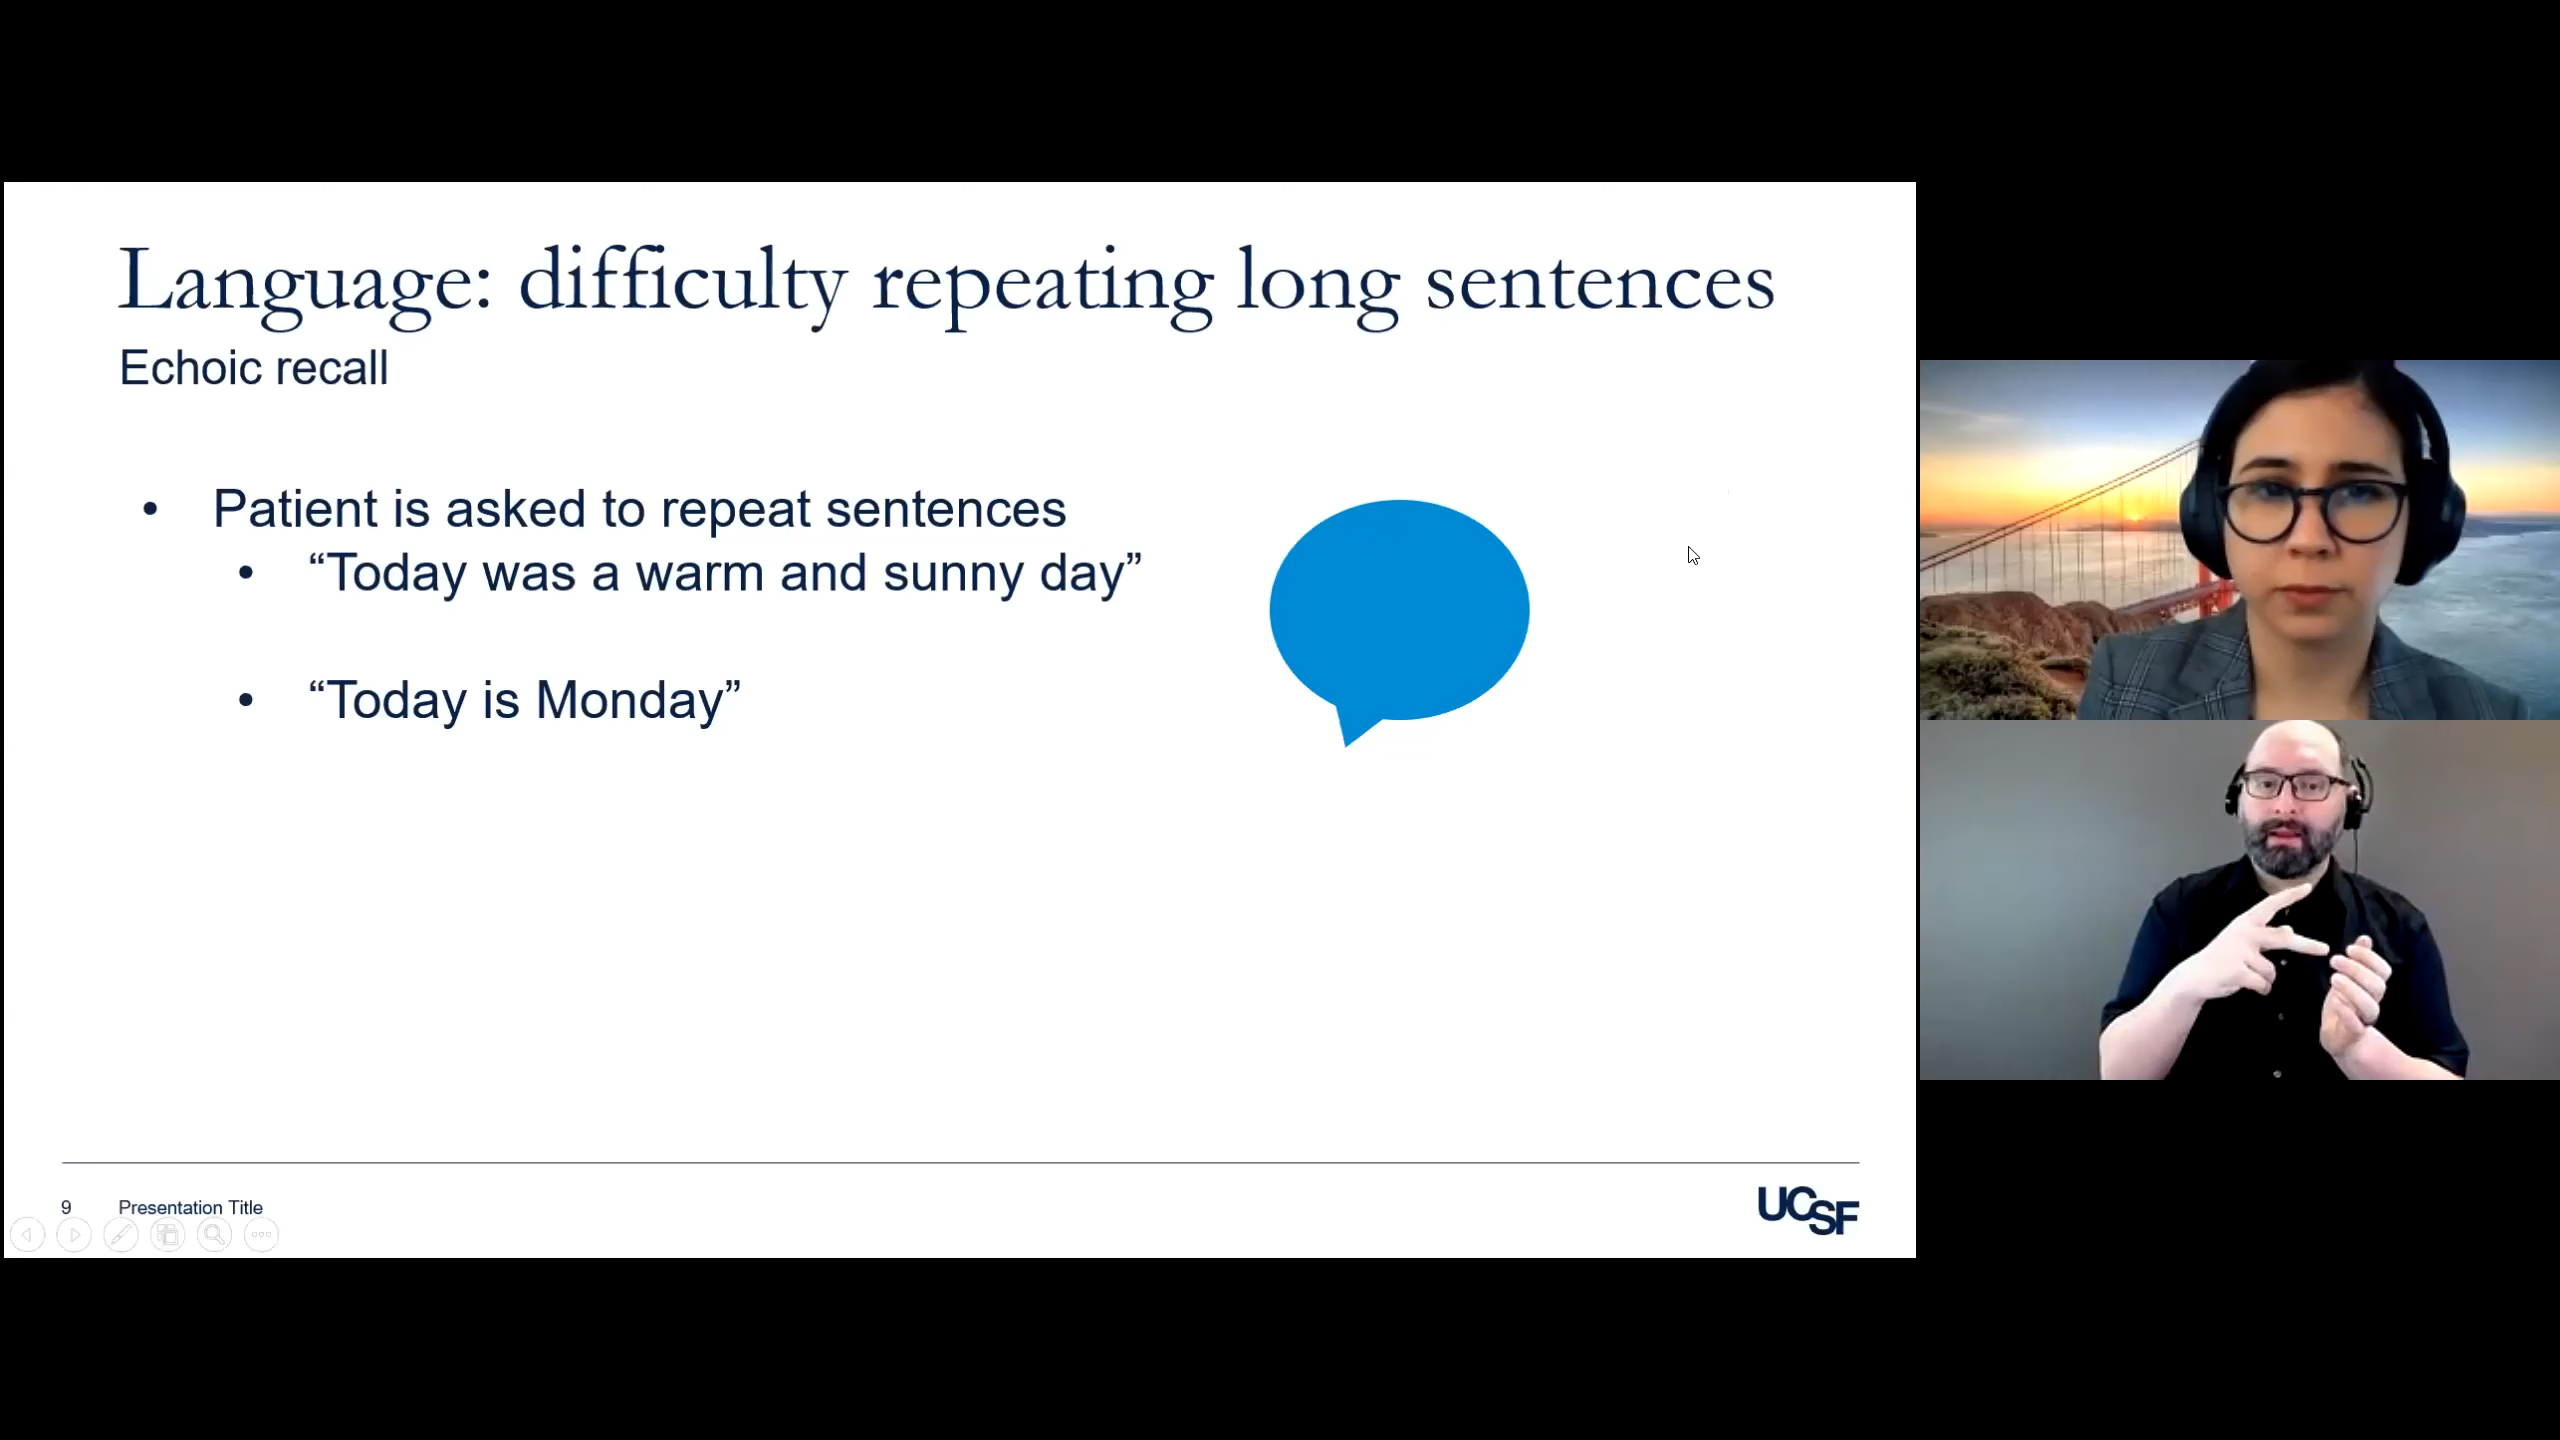 Language: difficulty repeating long sentences
Echoic recall
• Patient is asked to repeat sentences
• “Today was a warm and sunny day”
• “Today is Monday”
9 Presentation Title
UCSF